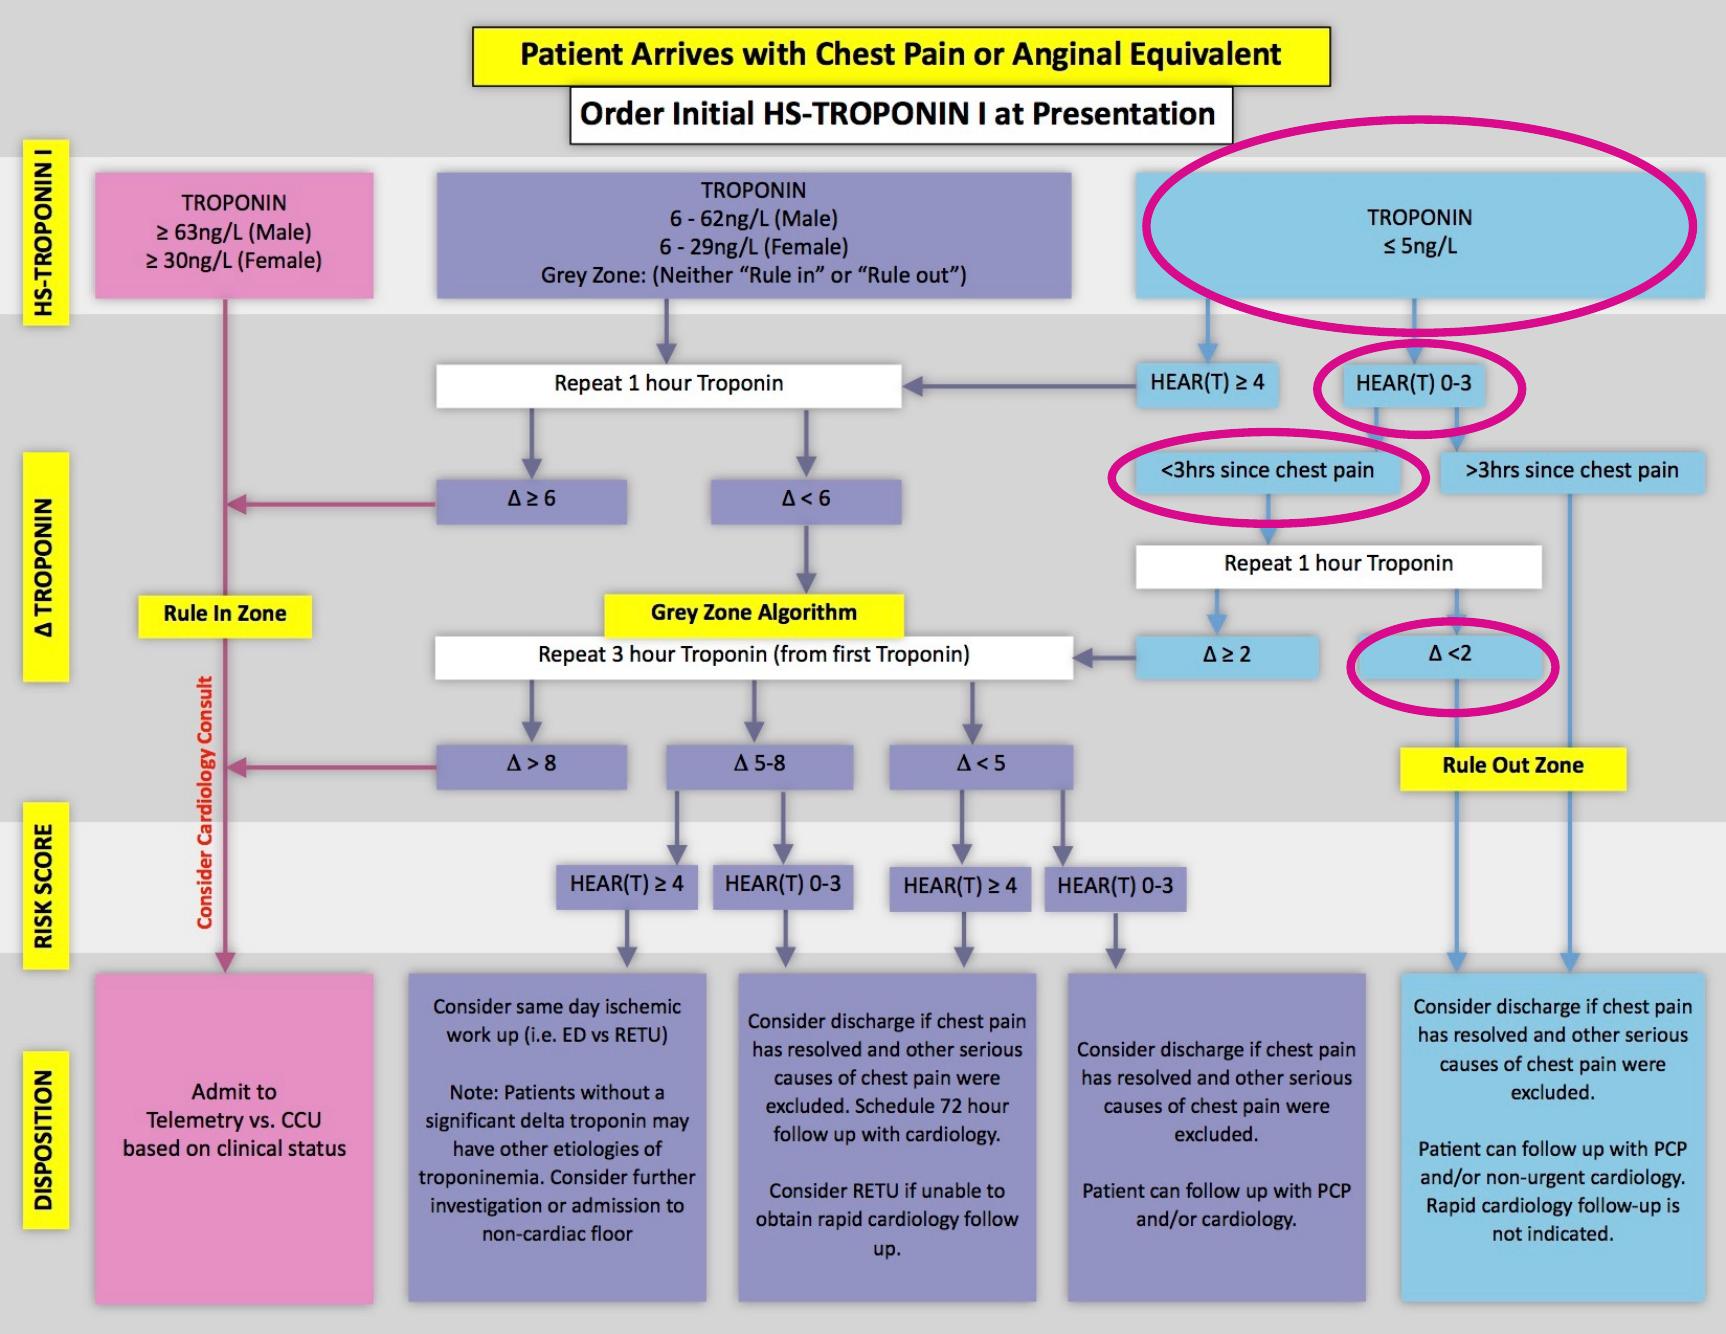 Patient Arrives with Chest Pain or Anginal Equivalent
Order Initial HS-TROPONIN I at Presentation
HS-TROPONIN I
TROPONIN
≥ 63ng/L (Male)
≥ 30ng/L (Female)
TROPONIN
6 - 62ng/L (Male)
6 - 29ng/L (Female)
Grey Zone: (Neither “Rule in” or “Rule out”)
TROPONIN
≤ 5ng/L
Repeat 1 hour Troponin
HEAR(T) ≥ 4
HEAR(T) 0-3
Δ TROPONIN
Δ ≥ 6
Δ < 6
<3hrs since chest pain
>3hrs since chest pain
Repeat 1 hour Troponin
Rule In Zone
Grey Zone Algorithm
Repeat 3 hour Troponin (from first Troponin)
Δ ≥ 2
Δ <2
Consider Cardiology Consult
Δ > 8
Δ 5-8
Δ < 5
Rule Out Zone
RISK SCORE
HEAR(T) ≥ 4
HEAR(T) 0-3
HEAR(T) ≥ 4
HEAR(T) 0-3
DISPOSITION
Admit to
Telemetry vs. CCU
based on clinical status
Consider same day ischemic
work up (i.e. ED vs RETU)
Note: Patients without a
significant delta troponin may
have other etiologies of
troponinemia. Consider further
investigation or admission to
non-cardiac floor
Consider discharge if chest pain
has resolved and other serious
causes of chest pain were
excluded. Schedule 72 hour
follow up with cardiology.
Consider RETU if unable to
obtain rapid cardiology follow
up.
Consider discharge if chest pain
has resolved and other serious
causes of chest pain were
excluded.
Patient can follow up with PCP
and/or cardiology.
Consider discharge if chest pain
has resolved and other serious
causes of chest pain were
excluded.
Patient can follow up with PCP
and/or non-urgent cardiology.
Rapid cardiology follow-up is
not indicated.